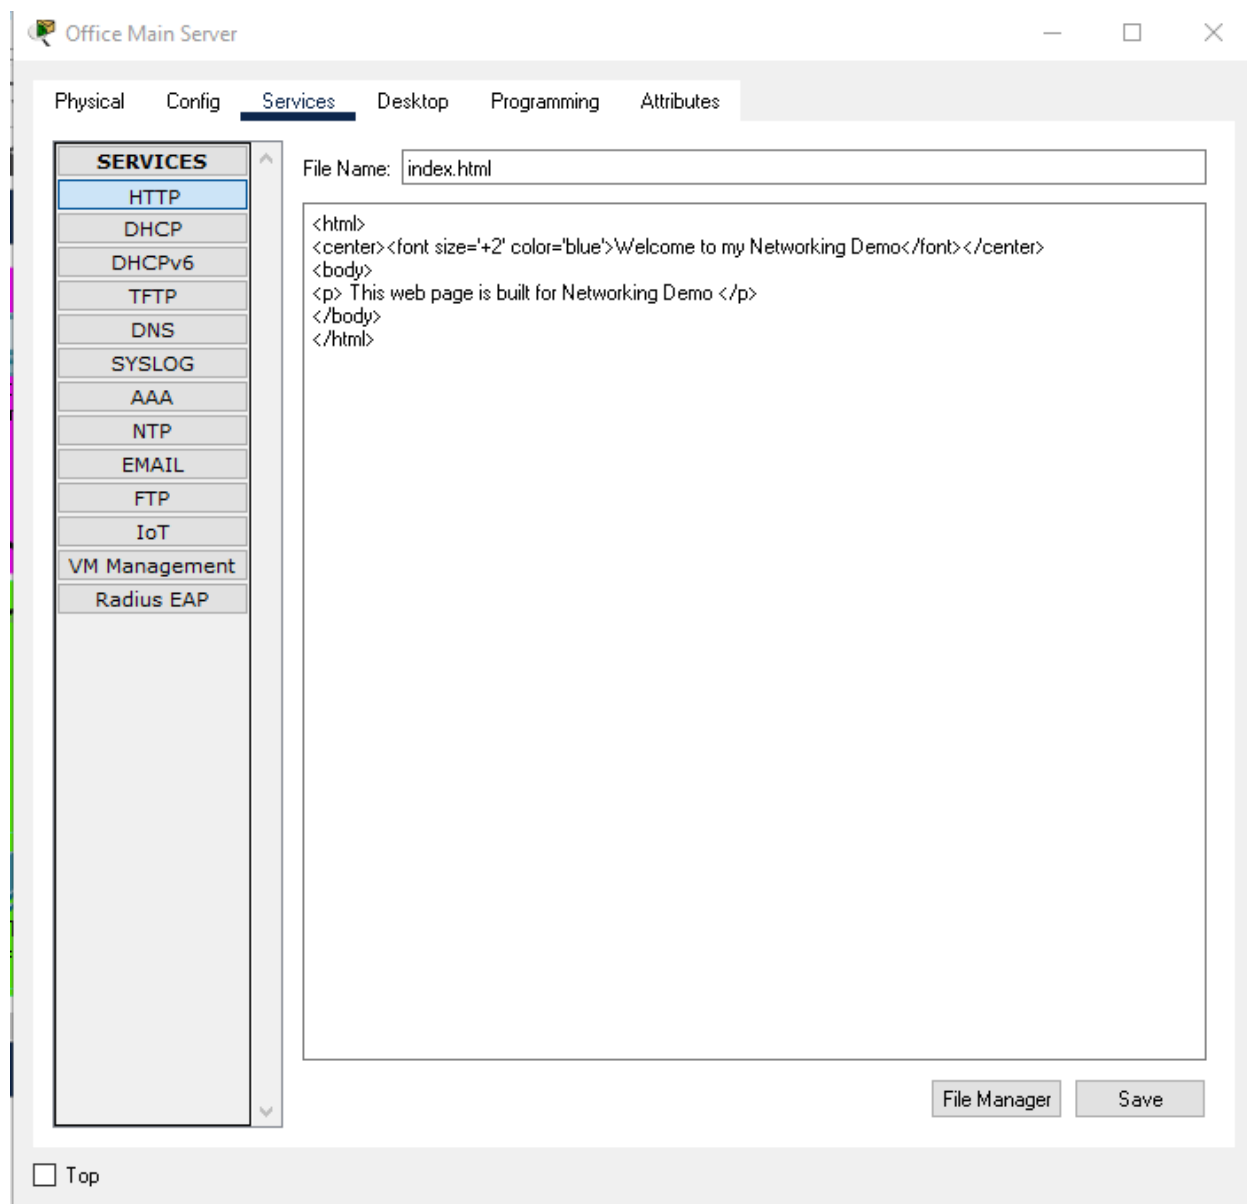 Office Main Server
Physical Config Services Desktop Programming Attributes
SERVICES
HTTP
DHCP
DHCPv6
TFTP
DNS
SYSLOG
AAA
NTP
EMAIL
FTP
IoT
VM Management
Radius EAP
File Name: index.html
<html>
<center><font size='+2' color='blue'>Welcome to my Networking Demo</font></center>
<body>
<p> This web page is built for Networking Demo </p>
</body>
</html>
File Manager Save
Top